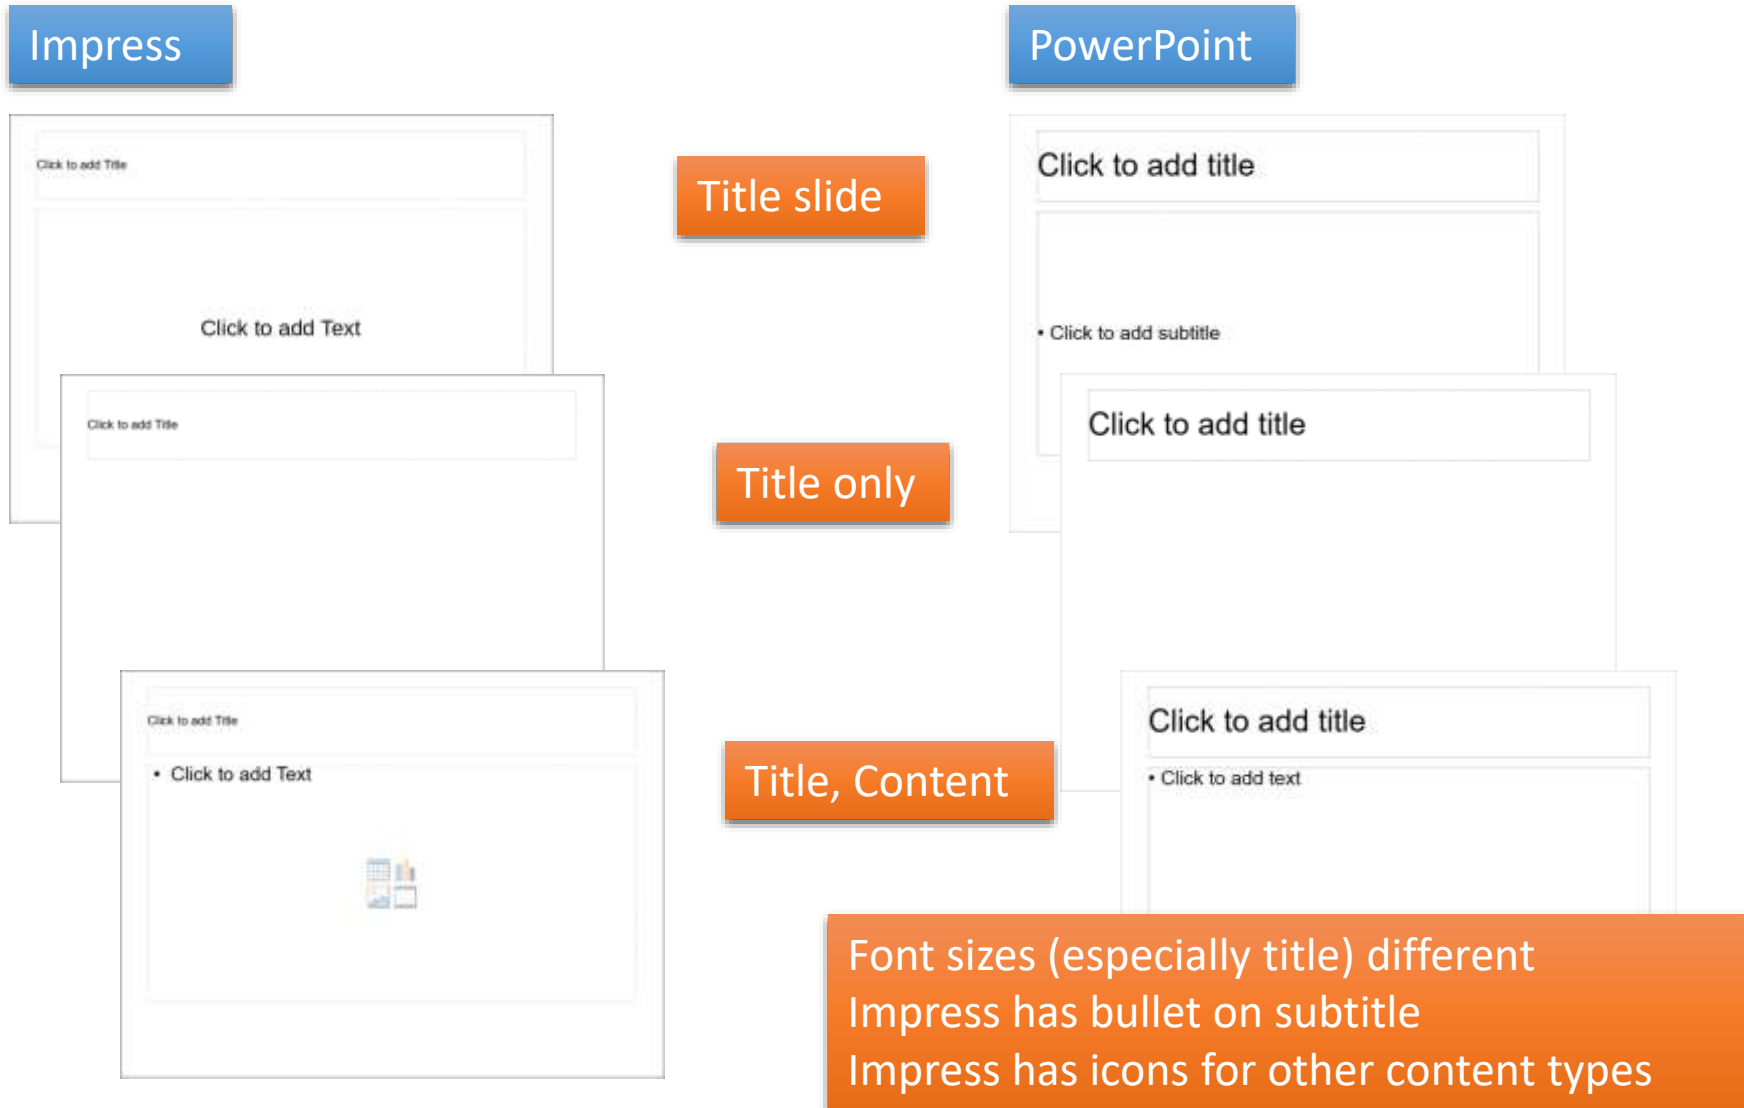 Impress
PowerPoint
Click to add Title
Click to add Text
Click to add Title
Click to add Title
• Click to add Text
Title slide
Title only
Title, Content
Click to add title
• Click to add subtitle
Click to add title
Click to add title
• Click to add text
Font sizes (especially title) different
Impress has bullet on subtitle
Impress has icons for other content types